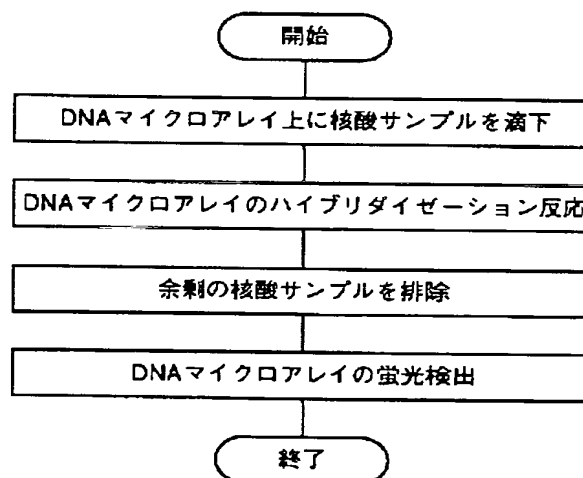 開始
DNAマイクロアレイ上に核酸サンプルを滴下
DNAマイクロアレイのハイブリダイゼーション反応
余剰の核酸サンプルを排除
DNAマイクロアレイの蛍光検出
終了